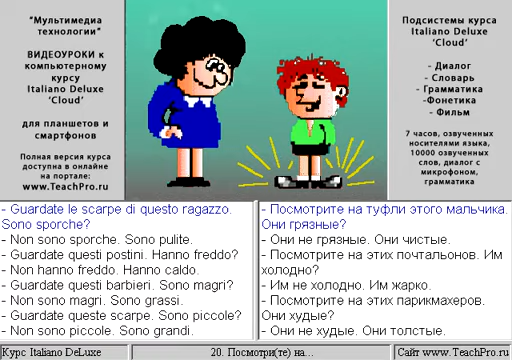 "Мультимедиа
технологии"
ВИДЕОУРОКИ к
компьютерному
курсу
Italiano Deluxe
'Cloud'
для планшетов и
смартфонов
Полная версия курса
доступна в онлайне
на портале:
www.TeachPro.ru
Подсистемы курса
Italiano Deluxe
'Cloud'
- Диалог
- Словарь
- Грамматика
-Фонетика
- Фильм
7 часов, озвученных
носителями языка,
10000 озвученных
слов, диалог с
микрофоном,
грамматика
- Guardate le scarpe di questo ragazzo.
Sono sporche?
- Non sono sporche. Sono pulite.
- Guardate questi postini. Hanno freddo?
- Non hanno freddo. Hanno caldo.
- Guardate questi barbieri. Sono magri?
- Non sono magri. Sono grassi.
- Guardate queste scarpe. Sono piccole?
- Non sono piccole. Sono grandi.
- Посмотрите на туфли этого мальчика.
Они грязные?
- Они не грязные. Они чистые.
- Посмотрите на этих почтальонов. Им
холодно?
- Им не холодно. Им жарко.
- Посмотрите на этих парикмахеров.
Они худые?
- Они не худые. Они толстые.
Курс Italiano DeLuxe
20. Посмотри(те) на...
Сайт www.TeachPro...